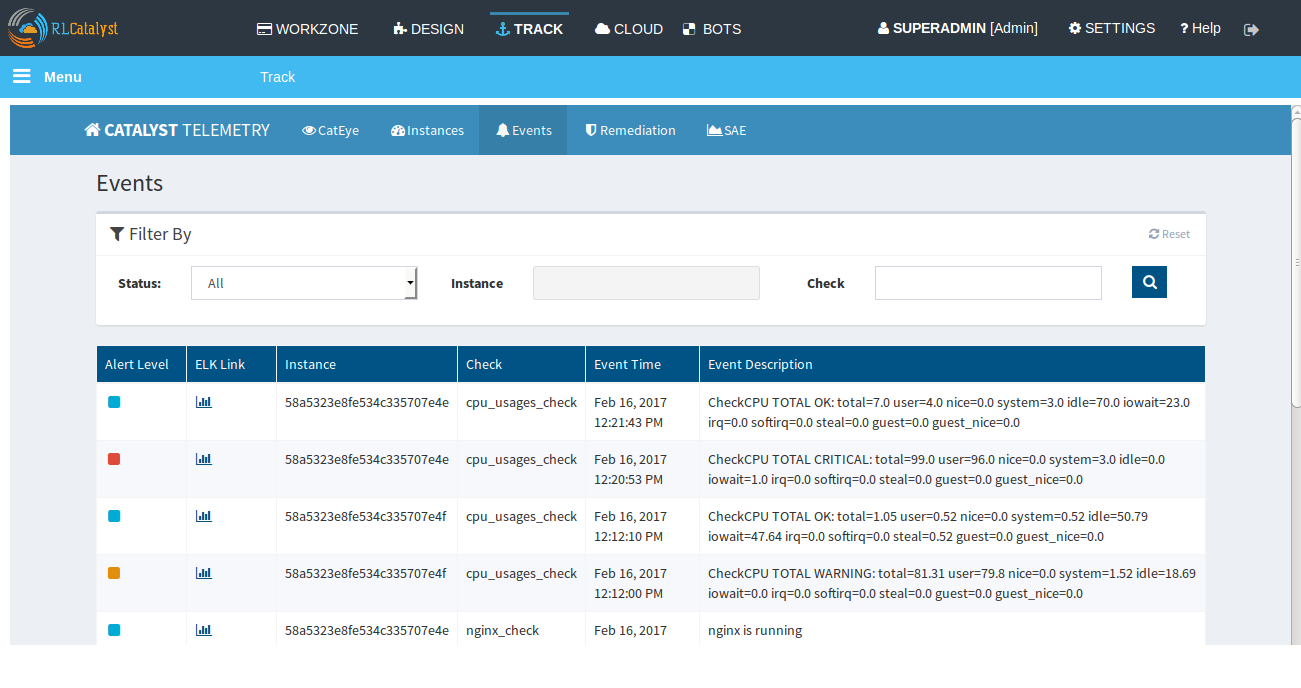 RLCatalyst WORKZONE DESIGN TRACK CLOUD BOTS SUPERADMIN [Admin] SETTINGS ? Help
Menu Track
CATALYST TELEMETRY CatEye Instances Events Remediation SAE
Events
Filter By Reset
Status: All Instance Check
Alert Level ELK Link Instance Check Event Time Event Description
58a5323e8fe534c335707e4e cpu_usages_check Feb 16, 2017 CheckCPU TOTAL OK: total=7.0 user=4.0 nice=0.0 system=3.0 idle=70.0 iowait=23.0
12:21:43 PM irq=0.0 softirq=0.0 steal=0.0 guest=0.0 guest_nice=0.0
58a5323e8fe534c335707e4e cpu_usages_check Feb 16, 2017 CheckCPU TOTAL CRITICAL: total=99.0 user=96.0 nice=0.0 system=3.0 idle=0.0
12:20:53 PM iowait=1.0 irq=0.0 softirq=0.0 steal=0.0 guest=0.0 guest_nice=0.0
58a5323e8fe534c335707e4f cpu_usages_check Feb 16, 2017 CheckCPU TOTAL OK: total=1.05 user=0.52 nice=0.0 system=0.52 idle=50.79
12:12:10 PM iowait=47.64 irq=0.0 softirq=0.0 steal=0.52 guest=0.0 guest_nice=0.0
58a5323e8fe534c335707e4f cpu_usages_check Feb 16, 2017 CheckCPU TOTAL WARNING: total=81.31 user=79.8 nice=0.0 system=1.52 idle=18.69
12:12:00 PM iowait=0.0 irq=0.0 softirq=0.0 steal=0.0 guest=0.0 guest_nice=0.0
58a5323e8fe534c335707e4e nginx_check Feb 16, 2017 nginx is running